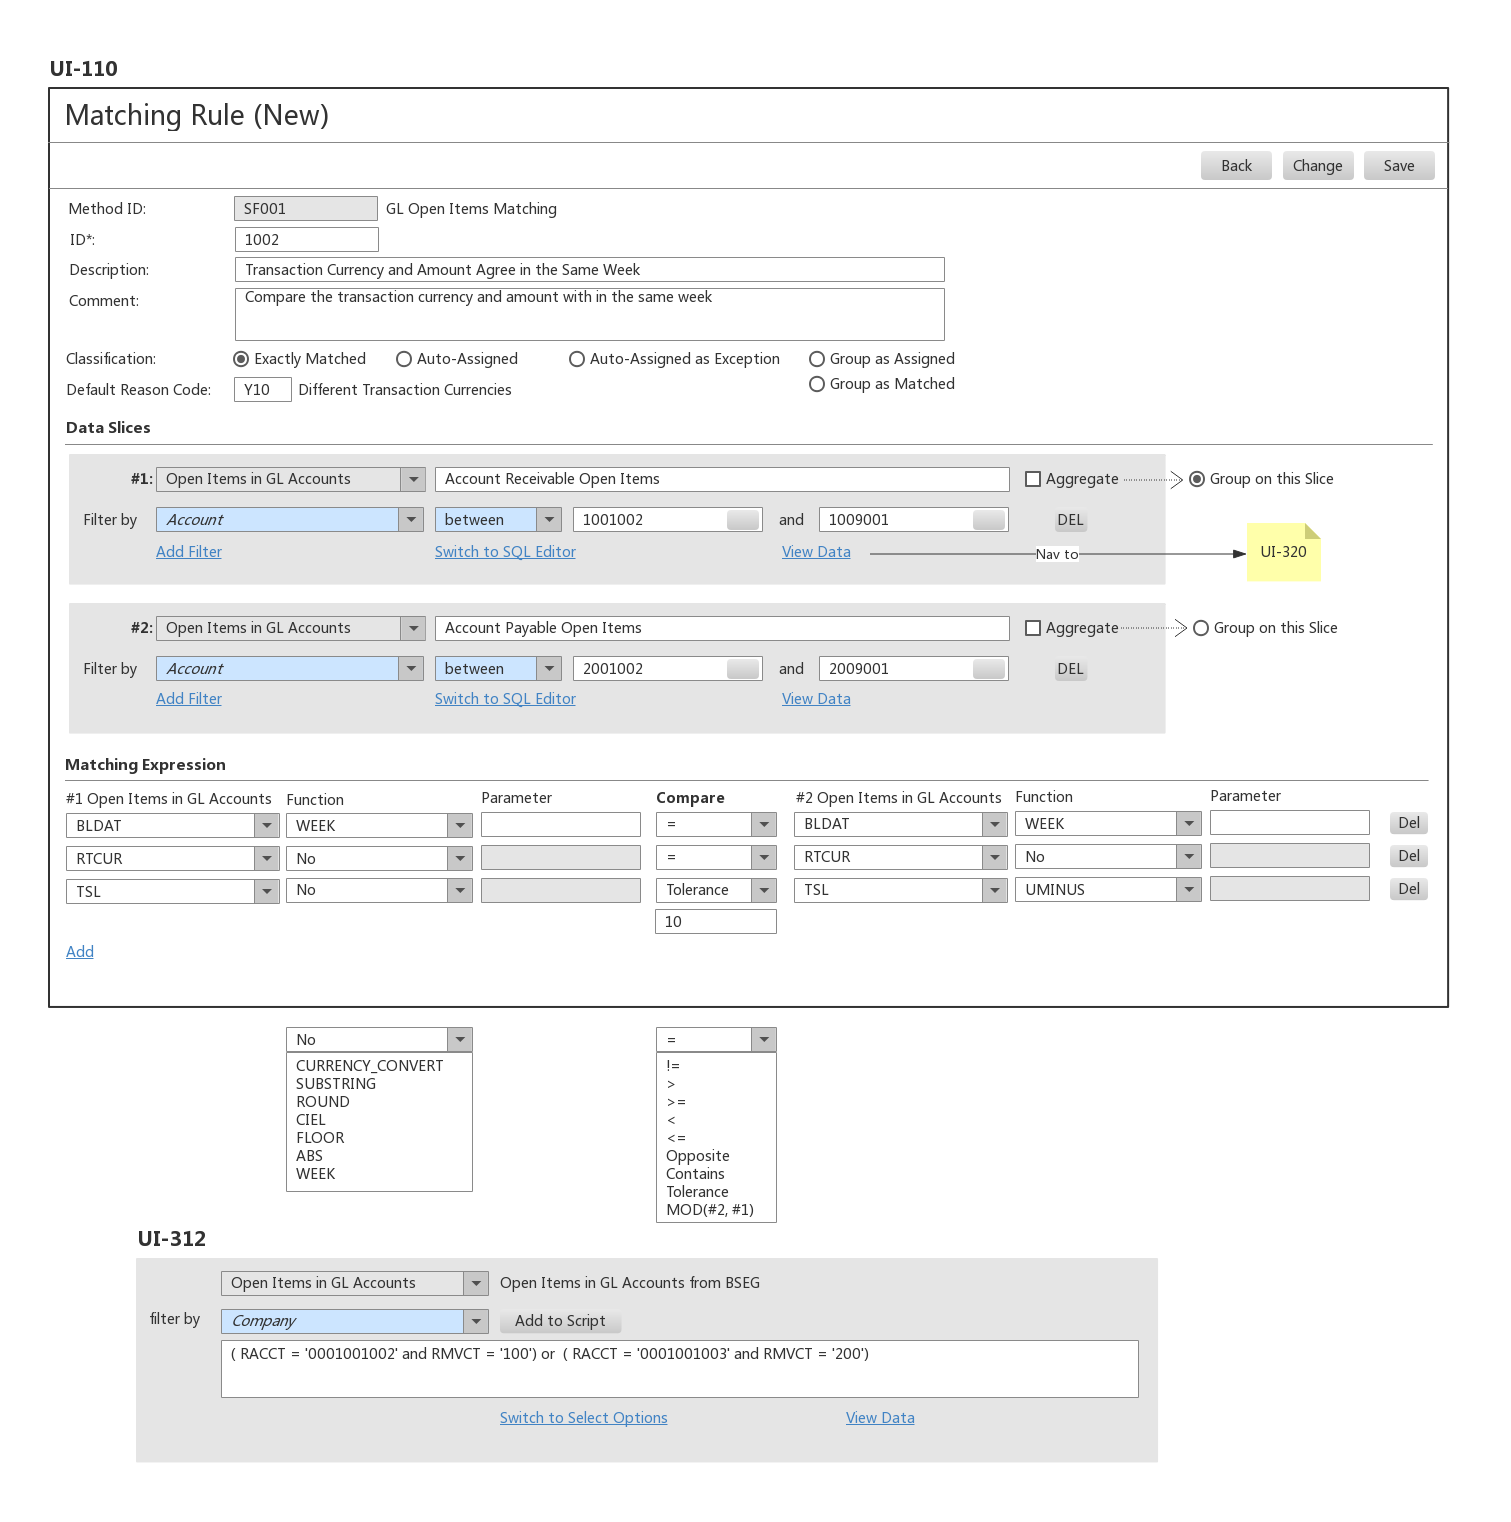 UI-110
Matching Rule (New)
Back Change Save
Method ID: SF001 GL Open Items Matching
ID*: 1002
Description: Transaction Currency and Amount Agree in the Same Week
Comment: Compare the transaction currency and amount with in the same week
Classification: Exactly Matched Auto-Assigned Auto-Assigned as Exception Group as Assigned
Group as Matched
Default Reason Code: Y10 Different Transaction Currencies
Data Slices
#1: Open Items in GL Accounts Account Receivable Open Items Aggregate Group on this Slice
Filter by Account between 1001002 and 1009001 DEL
Add Filter Switch to SQL Editor View Data Nav to UI-320
#2: Open Items in GL Accounts Account Payable Open Items Aggregate Group on this Slice
Filter by Account between 2001002 and 2009001 DEL
Add Filter Switch to SQL Editor View Data
Matching Expression
#1 Open Items in GL Accounts Function Parameter Compare #2 Open Items in GL Accounts Function Parameter
BLDAT WEEK = BLDAT WEEK Del
RTCUR No = RTCUR No Del
TSL No Tolerance TSL UMINUS Del
10
Add
No =
CURRENCY_CONVERT !=
SUBSTRING >
ROUND >=
CIEL <
FLOOR <=
ABS Opposite
WEEK Contains
Tolerance
MOD(#2, #1)
UI-312
Open Items in GL Accounts Open Items in GL Accounts from BSEG
filter by Company Add to Script
( RACCT = '0001001002' and RMVCT = '100') or  ( RACCT = '0001001003' and RMVCT = '200')
Switch to Select Options View Data